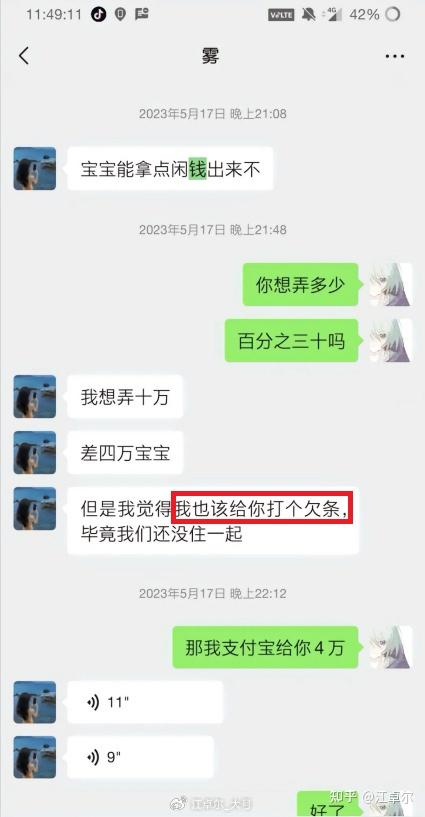 11:49:11
VoLTE 4G 42%
雾
2023年5月17日 晚上21:08
宝宝能拿点闲钱出来不
2023年5月17日 晚上21:48
你想弄多少
百分之三十吗
我想弄十万
差四万宝宝
但是我觉得我也该给你打个欠条，
毕竟我们还没住一起
2023年5月17日 晚上22:12
那我支付宝给你4万
11"
9"
好了
知乎 @江卓尔